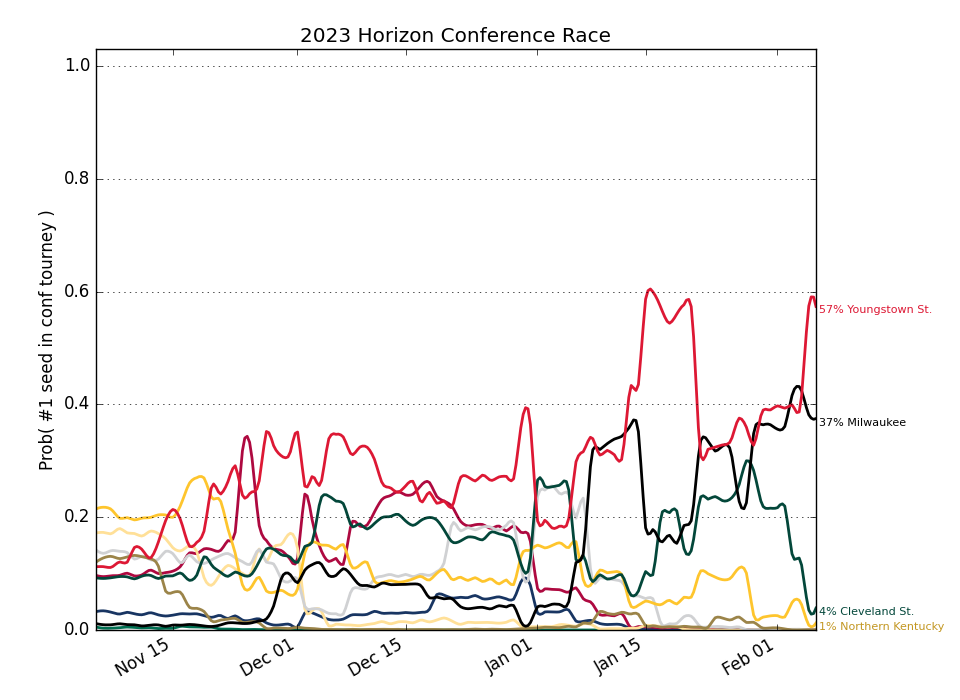 2023 Horizon Conference Race
Prob( #1 seed in conf tourney )
1.0
0.8
0.6
0.4
0.2
0.0
57% Youngstown St.
37% Milwaukee
4% Cleveland St.
1% Northern Kentucky
Nov 15
Dec 01
Dec 15
Jan 01
Jan 15
Feb 01